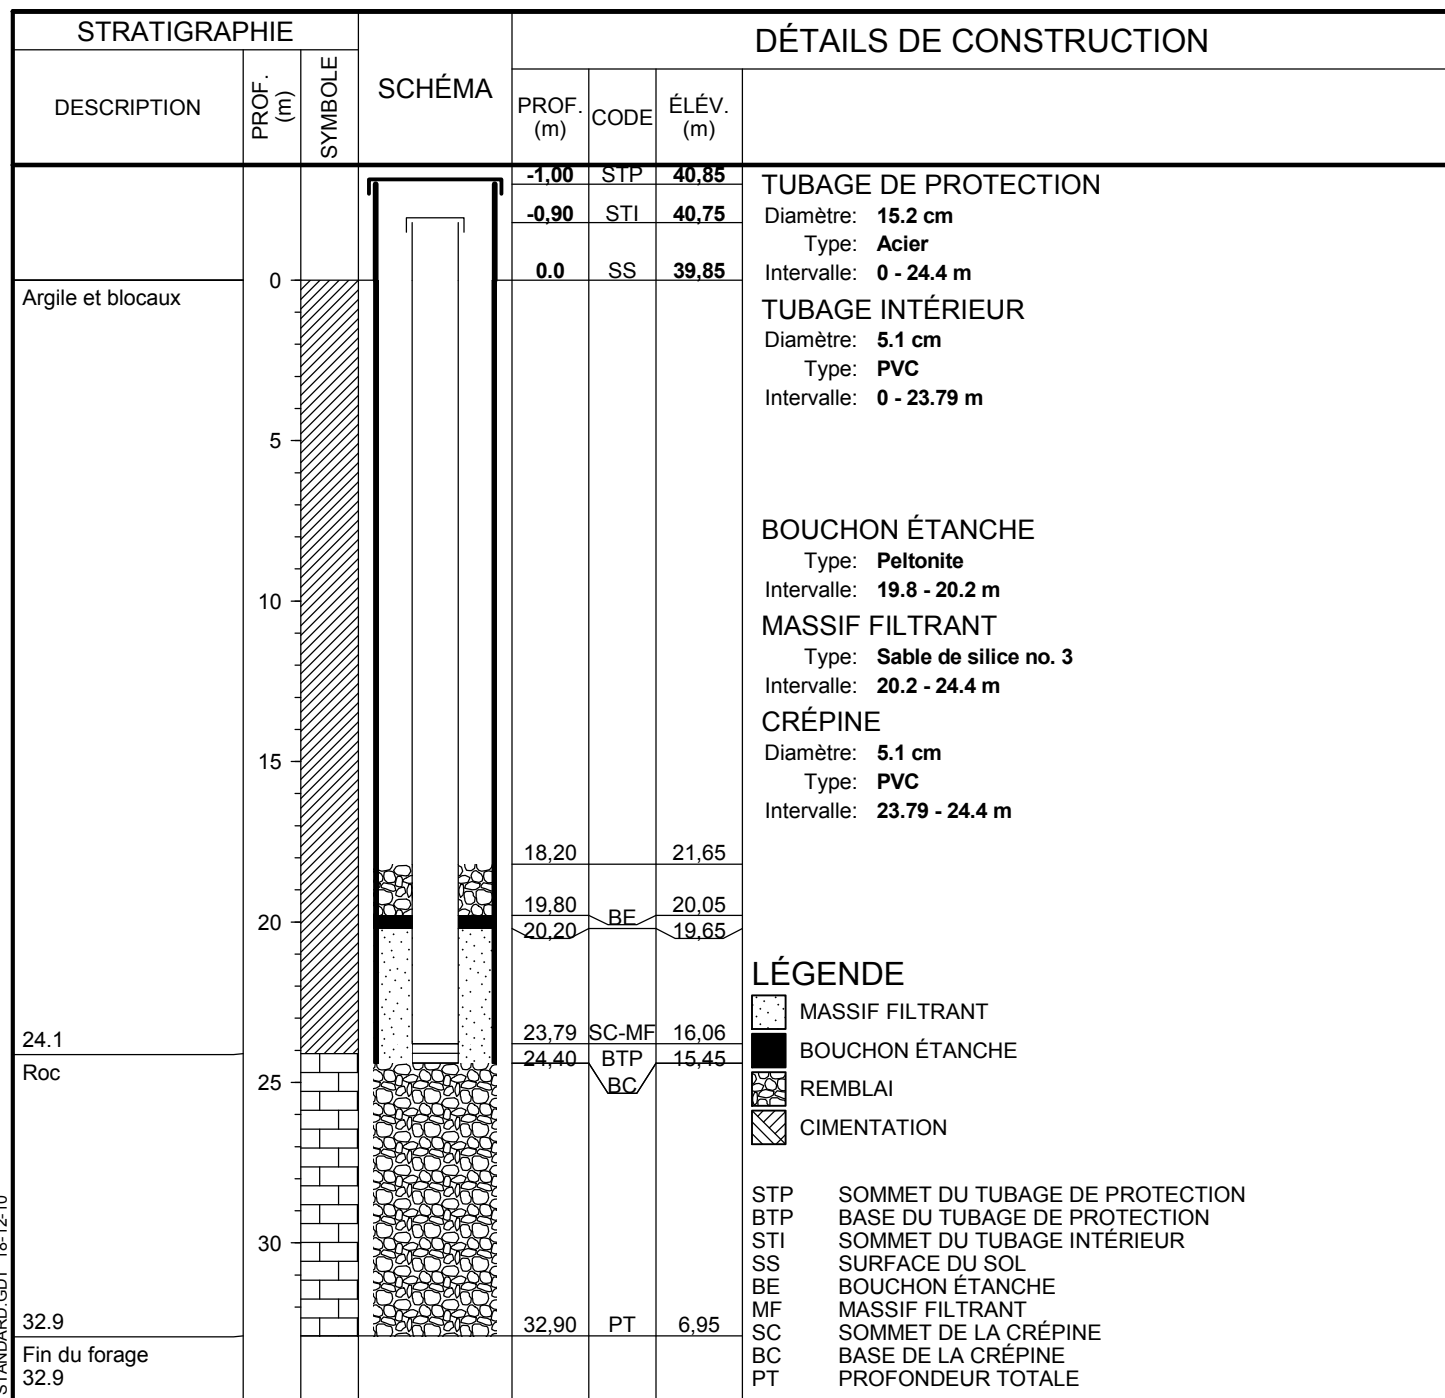 STRATIGRAPHIE
DESCRIPTION
PROF. (m)
SYMBOLE
SCHÉMA
DÉTAILS DE CONSTRUCTION
PROF. (m)
CODE
ÉLÉV. (m)
-1,00 STP 40,85
-0,90 STI 40,75
0.0 SS 39,85
18,20 21,65
19,80 BE 20,05
20,20 19,65
23,79 SC-MF 16,06
24,40 BTP 15,45
BC
32,90 PT 6,95
Argile et blocaux
24.1
Roc
32.9
Fin du forage
32.9
0
5
10
15
20
25
30
TUBAGE DE PROTECTION
Diamètre: 15.2 cm
Type: Acier
Intervalle: 0 - 24.4 m
TUBAGE INTÉRIEUR
Diamètre: 5.1 cm
Type: PVC
Intervalle: 0 - 23.79 m
BOUCHON ÉTANCHE
Type: Peltonite
Intervalle: 19.8 - 20.2 m
MASSIF FILTRANT
Type: Sable de silice no. 3
Intervalle: 20.2 - 24.4 m
CRÉPINE
Diamètre: 5.1 cm
Type: PVC
Intervalle: 23.79 - 24.4 m
LÉGENDE
MASSIF FILTRANT
BOUCHON ÉTANCHE
REMBLAI
CIMENTATION
STP SOMMET DU TUBAGE DE PROTECTION
BTP BASE DU TUBAGE DE PROTECTION
STI SOMMET DU TUBAGE INTÉRIEUR
SS SURFACE DU SOL
BE BOUCHON ÉTANCHE
MF MASSIF FILTRANT
SC SOMMET DE LA CRÉPINE
BC BASE DE LA CRÉPINE
PT PROFONDEUR TOTALE
STANDARD.GDT 18-12-10